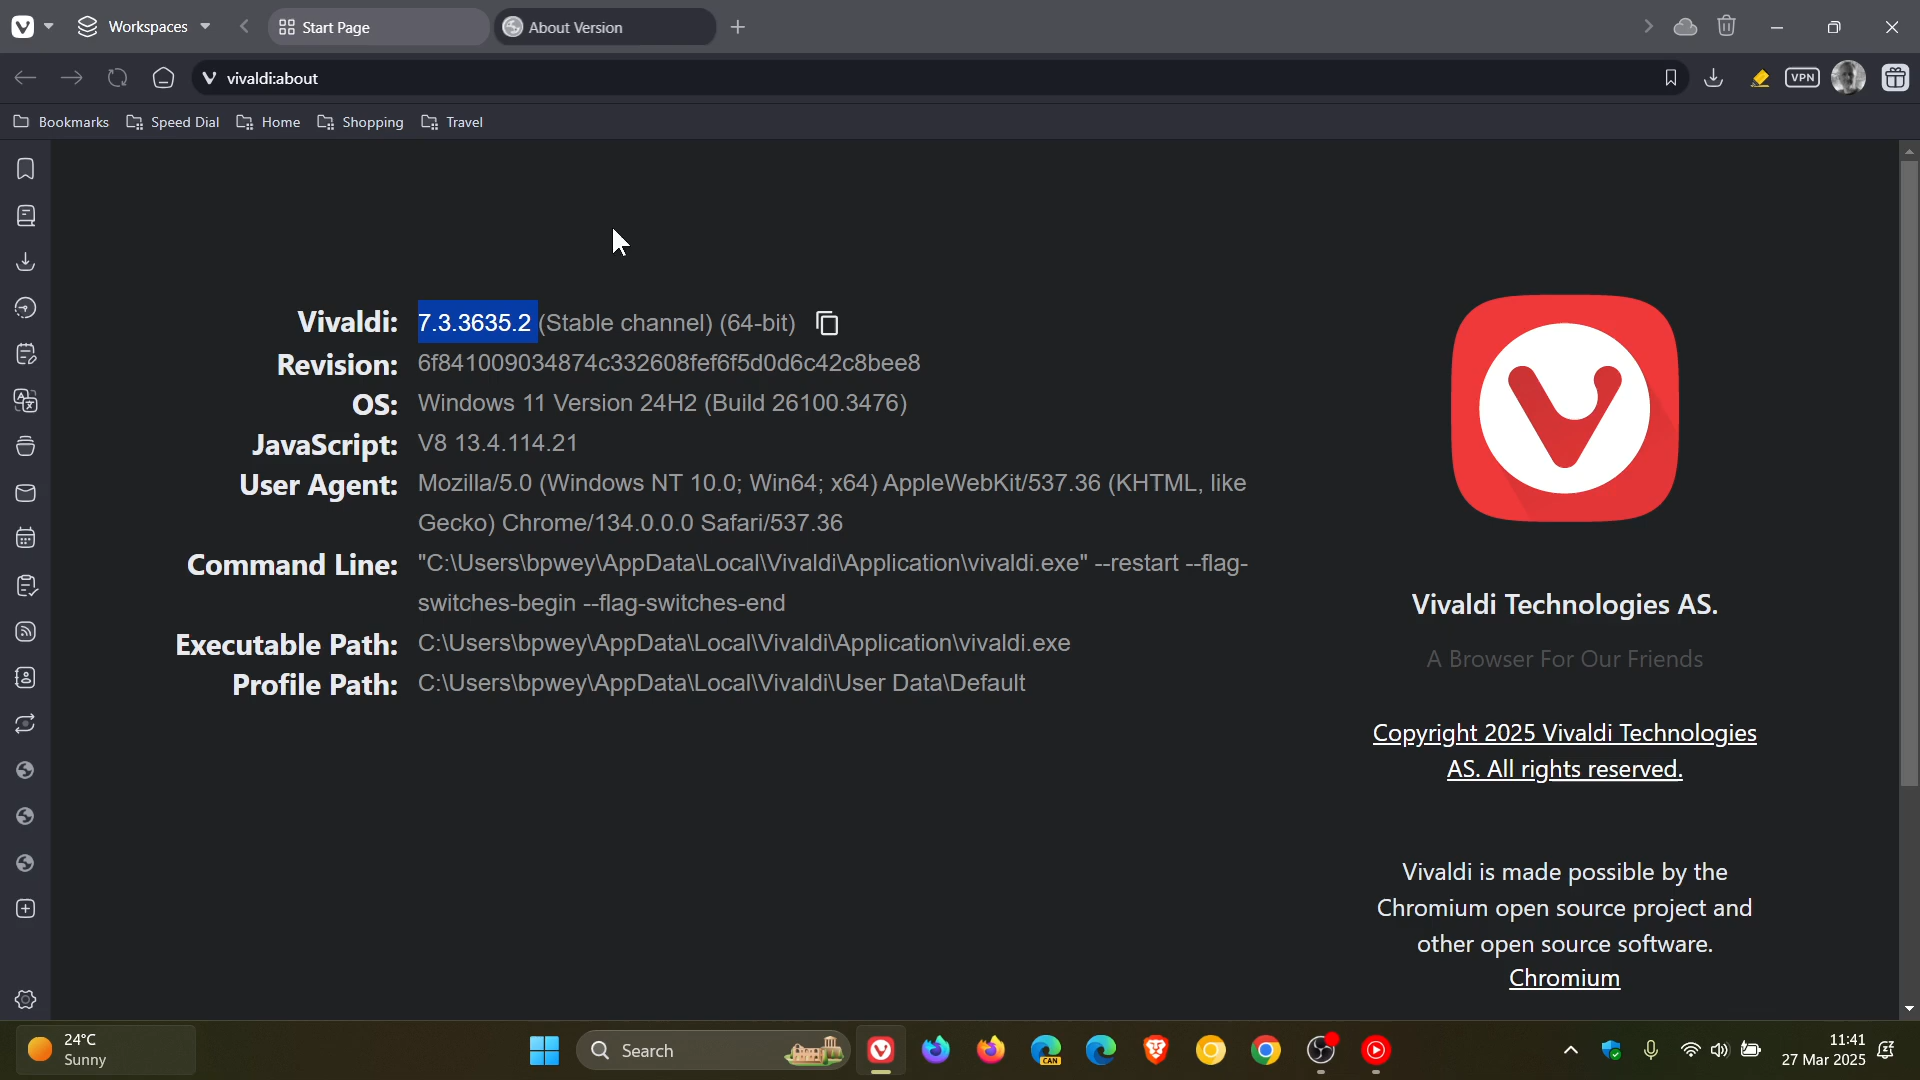 Workspaces
Start Page
About Version
vivaldi:about
VPN
Bookmarks
Speed Dial
Home
Shopping
Travel
Vivaldi: 7.3.3635.2 (Stable channel) (64-bit)
Revision: 6f841009034874c332608fef6f5d0d6c42c8bee8
OS: Windows 11 Version 24H2 (Build 26100.3476)
JavaScript: V8 13.4.114.21
User Agent: Mozilla/5.0 (Windows NT 10.0; Win64; x64) AppleWebKit/537.36 (KHTML, like
Gecko) Chrome/134.0.0.0 Safari/537.36
Command Line: "C:\Users\bpwey\AppData\Local\Vivaldi\Application\vivaldi.exe" --restart --flag-
switches-begin --flag-switches-end
Executable Path: C:\Users\bpwey\AppData\Local\Vivaldi\Application\vivaldi.exe
Profile Path: C:\Users\bpwey\AppData\Local\Vivaldi\User Data\Default
Vivaldi Technologies AS.
A Browser For Our Friends
Copyright 2025 Vivaldi Technologies
AS. All rights reserved.
Vivaldi is made possible by the
Chromium open source project and
other open source software.
Chromium
24°C
Sunny
Search
CAN
11:41
27 Mar 2025